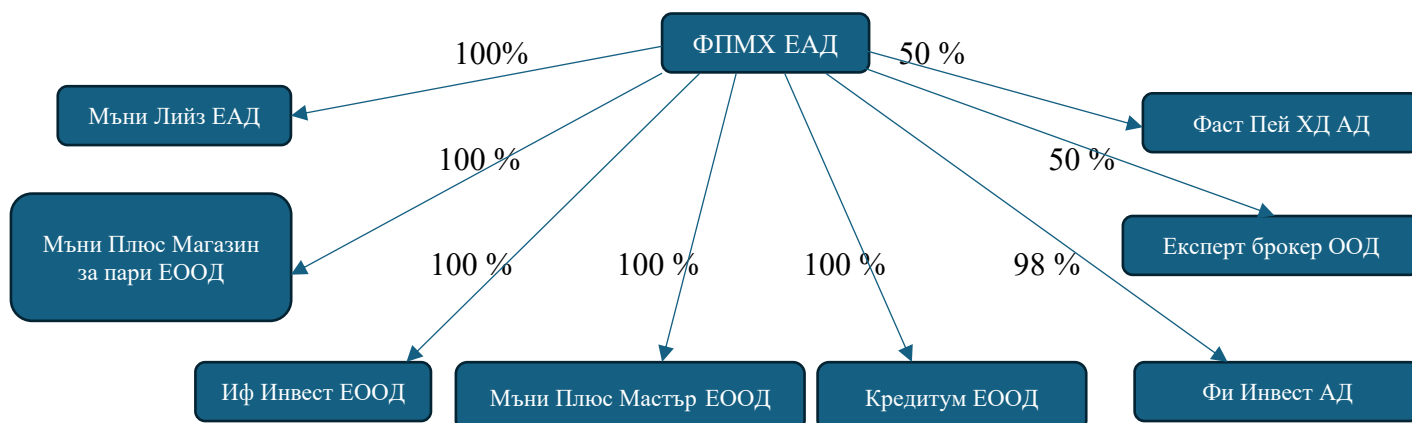 ФПМХ ЕАД
100%
50 %
Мъни Лийз ЕАД
Фаст Пей ХД АД
100 %
50 %
Мъни Плюс Магазин
за пари ЕООД
Експерт брокер ООД
100 %
100 %
100 %
98 %
Иф Инвест ЕООД
Мъни Плюс Мастър ЕООД
Кредитум ЕООД
Фи Инвест АД